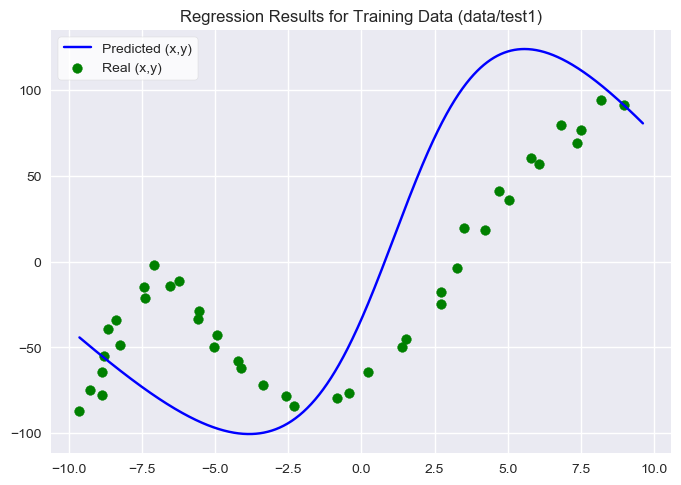 Regression Results for Training Data (data/test1)
Predicted (x,y)
Real (x,y)
100
50
0
−50
−100
−10.0 −7.5 −5.0 −2.5 0.0 2.5 5.0 7.5 10.0